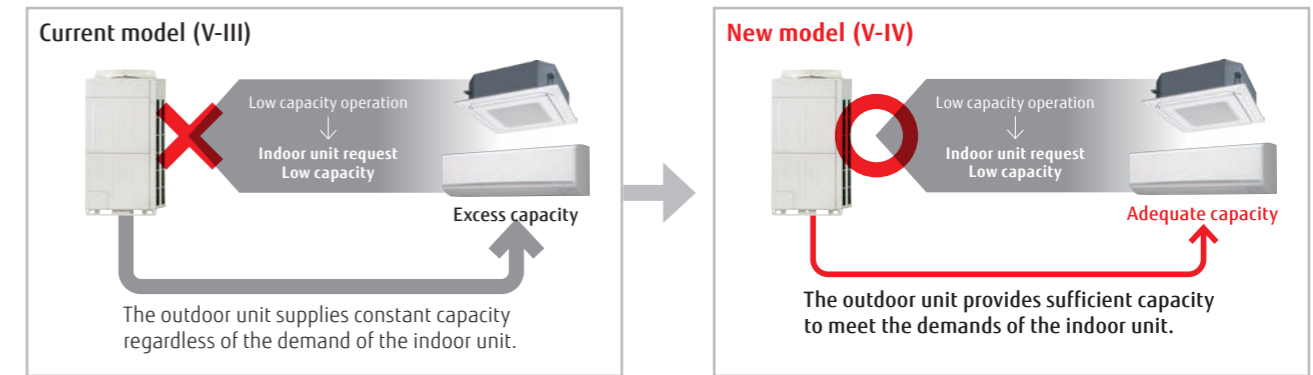 Current model (V-III)
Low capacity operation
↓
Indoor unit request
Low capacity
Excess capacity
The outdoor unit supplies constant capacity
regardless of the demand of the indoor unit.
New model (V-IV)
Low capacity operation
↓
Indoor unit request
Low capacity
Adequate capacity
The outdoor unit provides sufficient capacity
to meet the demands of the indoor unit.